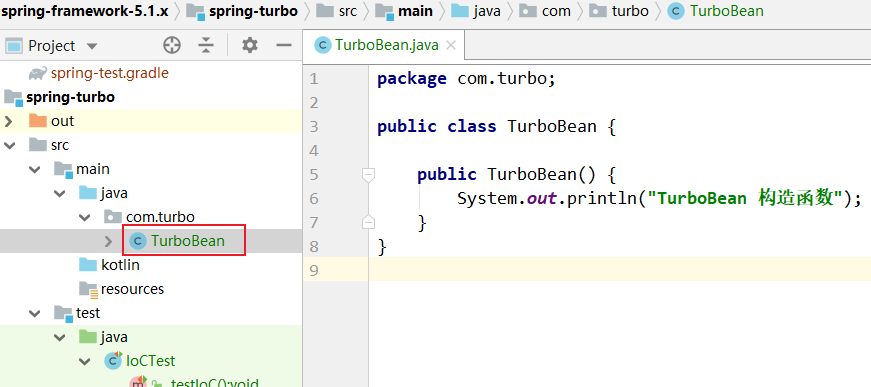 spring-framework-5.1.x spring-turbo src main java com turbo TurboBean
Project
TurboBean.java
spring-test.gradle
spring-turbo
out
src
main
java
com.turbo
TurboBean
kotlin
resources
test
java
IoCTest
testIoC():void
1 package com.turbo;
2
3 public class TurboBean {
4
5 public TurboBean() {
6 System.out.println("TurboBean 构造函数");
7 }
8 }
9